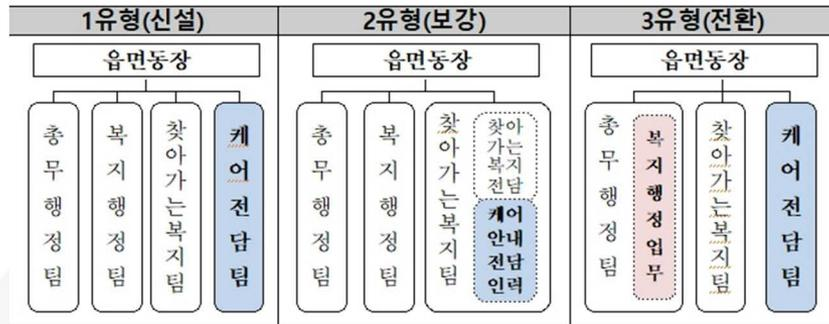 1유형(신설)
2유형(보강)
3유형(전환)
읍면동장
총무행정팀
복지행정팀
찾아가는복지팀
케어전담팀
읍면동장
총무행정팀
복지행정팀
찾아가는복지팀
찾아
가는
복지
전담
케어
안내
전담
인력
읍면동장
총무행정팀
복지행정업무
찾아가는복지팀
케어전담팀